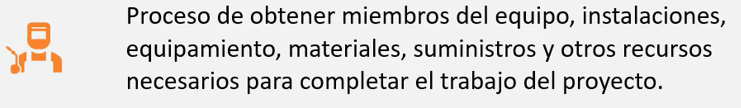 Proceso de obtener miembros del equipo, instalaciones,
equipamiento, materiales, suministros y otros recursos
necesarios para completar el trabajo del proyecto.